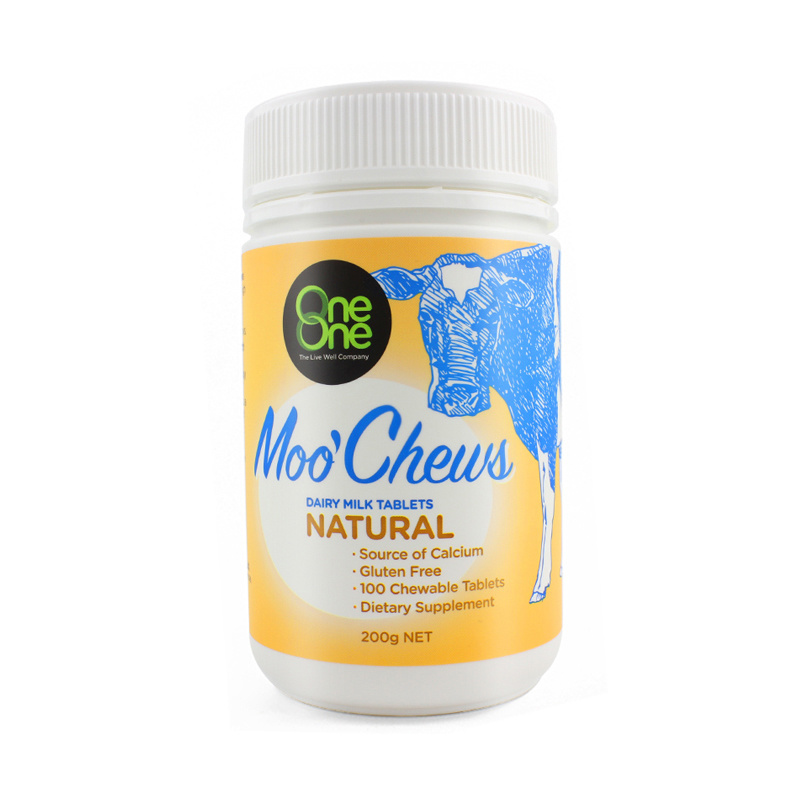 One
One
The Live Well Company
Moo'Chews
DAIRY MILK TABLETS
NATURAL
· Source of Calcium
· Gluten Free
· 100 Chewable Tablets
· Dietary Supplement
200g NET